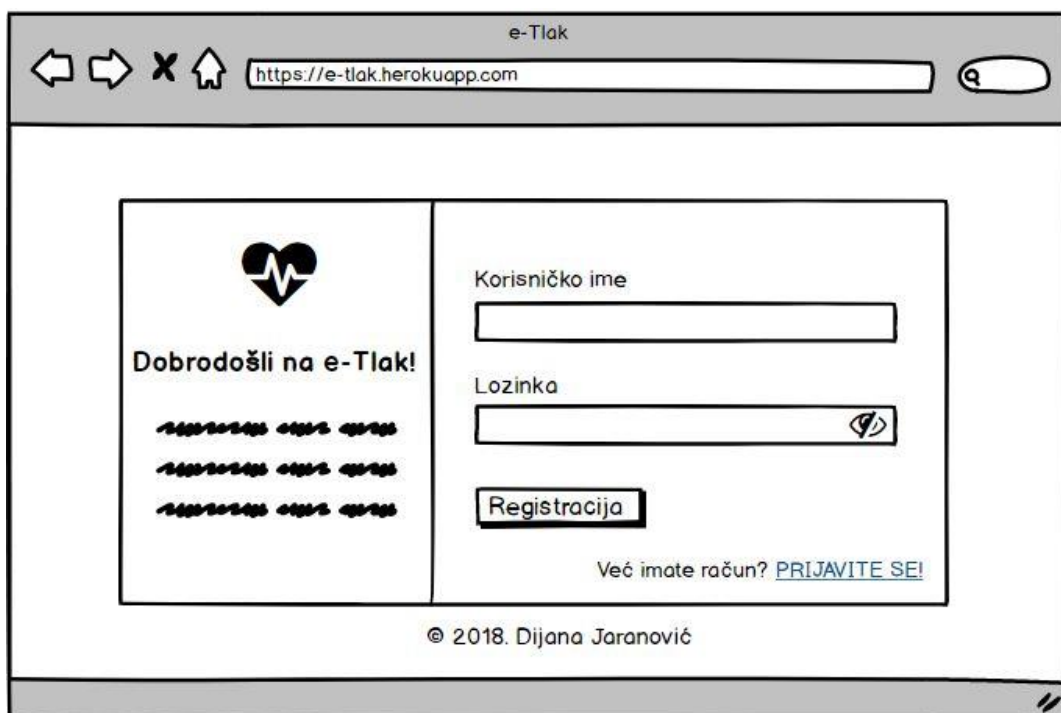 e-Tlak
https://e-tlak.herokuapp.com
Dobrodošli na e-Tlak!
Korisničko ime
Lozinka
Registracija
Već imate račun? PRIJAVITE SE!
© 2018. Dijana Jaranović